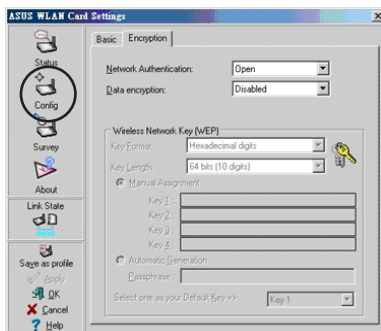 ASUS WLAN Card Settings
Status
Config
Survey
About
Link State
Save as profile
Apply
OK
Cancel
Help
Basic
Encryption
Network Authentication:
Open
Data encryption:
Disabled
Wireless Network Key (WEP)
Key Format:
Hexadecimal digits
Key Length:
64 bits (10 digits)
Manual Assignment
Key 1 :
Key 2 :
Key 3 :
Key 4 :
Automatic Generation
Passphrase :
Select one as your Default Key =>
Key 1